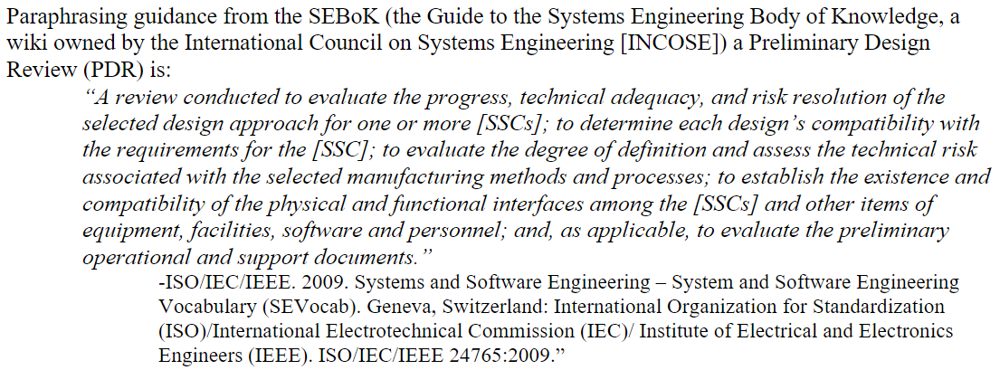 Paraphrasing guidance from the SEBoK (the Guide to the Systems Engineering Body of Knowledge, a
wiki owned by the International Council on Systems Engineering [INCOSE]) a Preliminary Design
Review (PDR) is:
“A review conducted to evaluate the progress, technical adequacy, and risk resolution of the
selected design approach for one or more [SSCs]; to determine each design’s compatibility with
the requirements for the [SSC]; to evaluate the degree of definition and assess the technical risk
associated with the selected manufacturing methods and processes; to establish the existence and
compatibility of the physical and functional interfaces among the [SSCs] and other items of
equipment, facilities, software and personnel; and, as applicable, to evaluate the preliminary
operational and support documents.”
-ISO/IEC/IEEE. 2009. Systems and Software Engineering – System and Software Engineering
Vocabulary (SEVocab). Geneva, Switzerland: International Organization for Standardization
(ISO)/International Electrotechnical Commission (IEC)/ Institute of Electrical and Electronics
Engineers (IEEE). ISO/IEC/IEEE 24765:2009.”